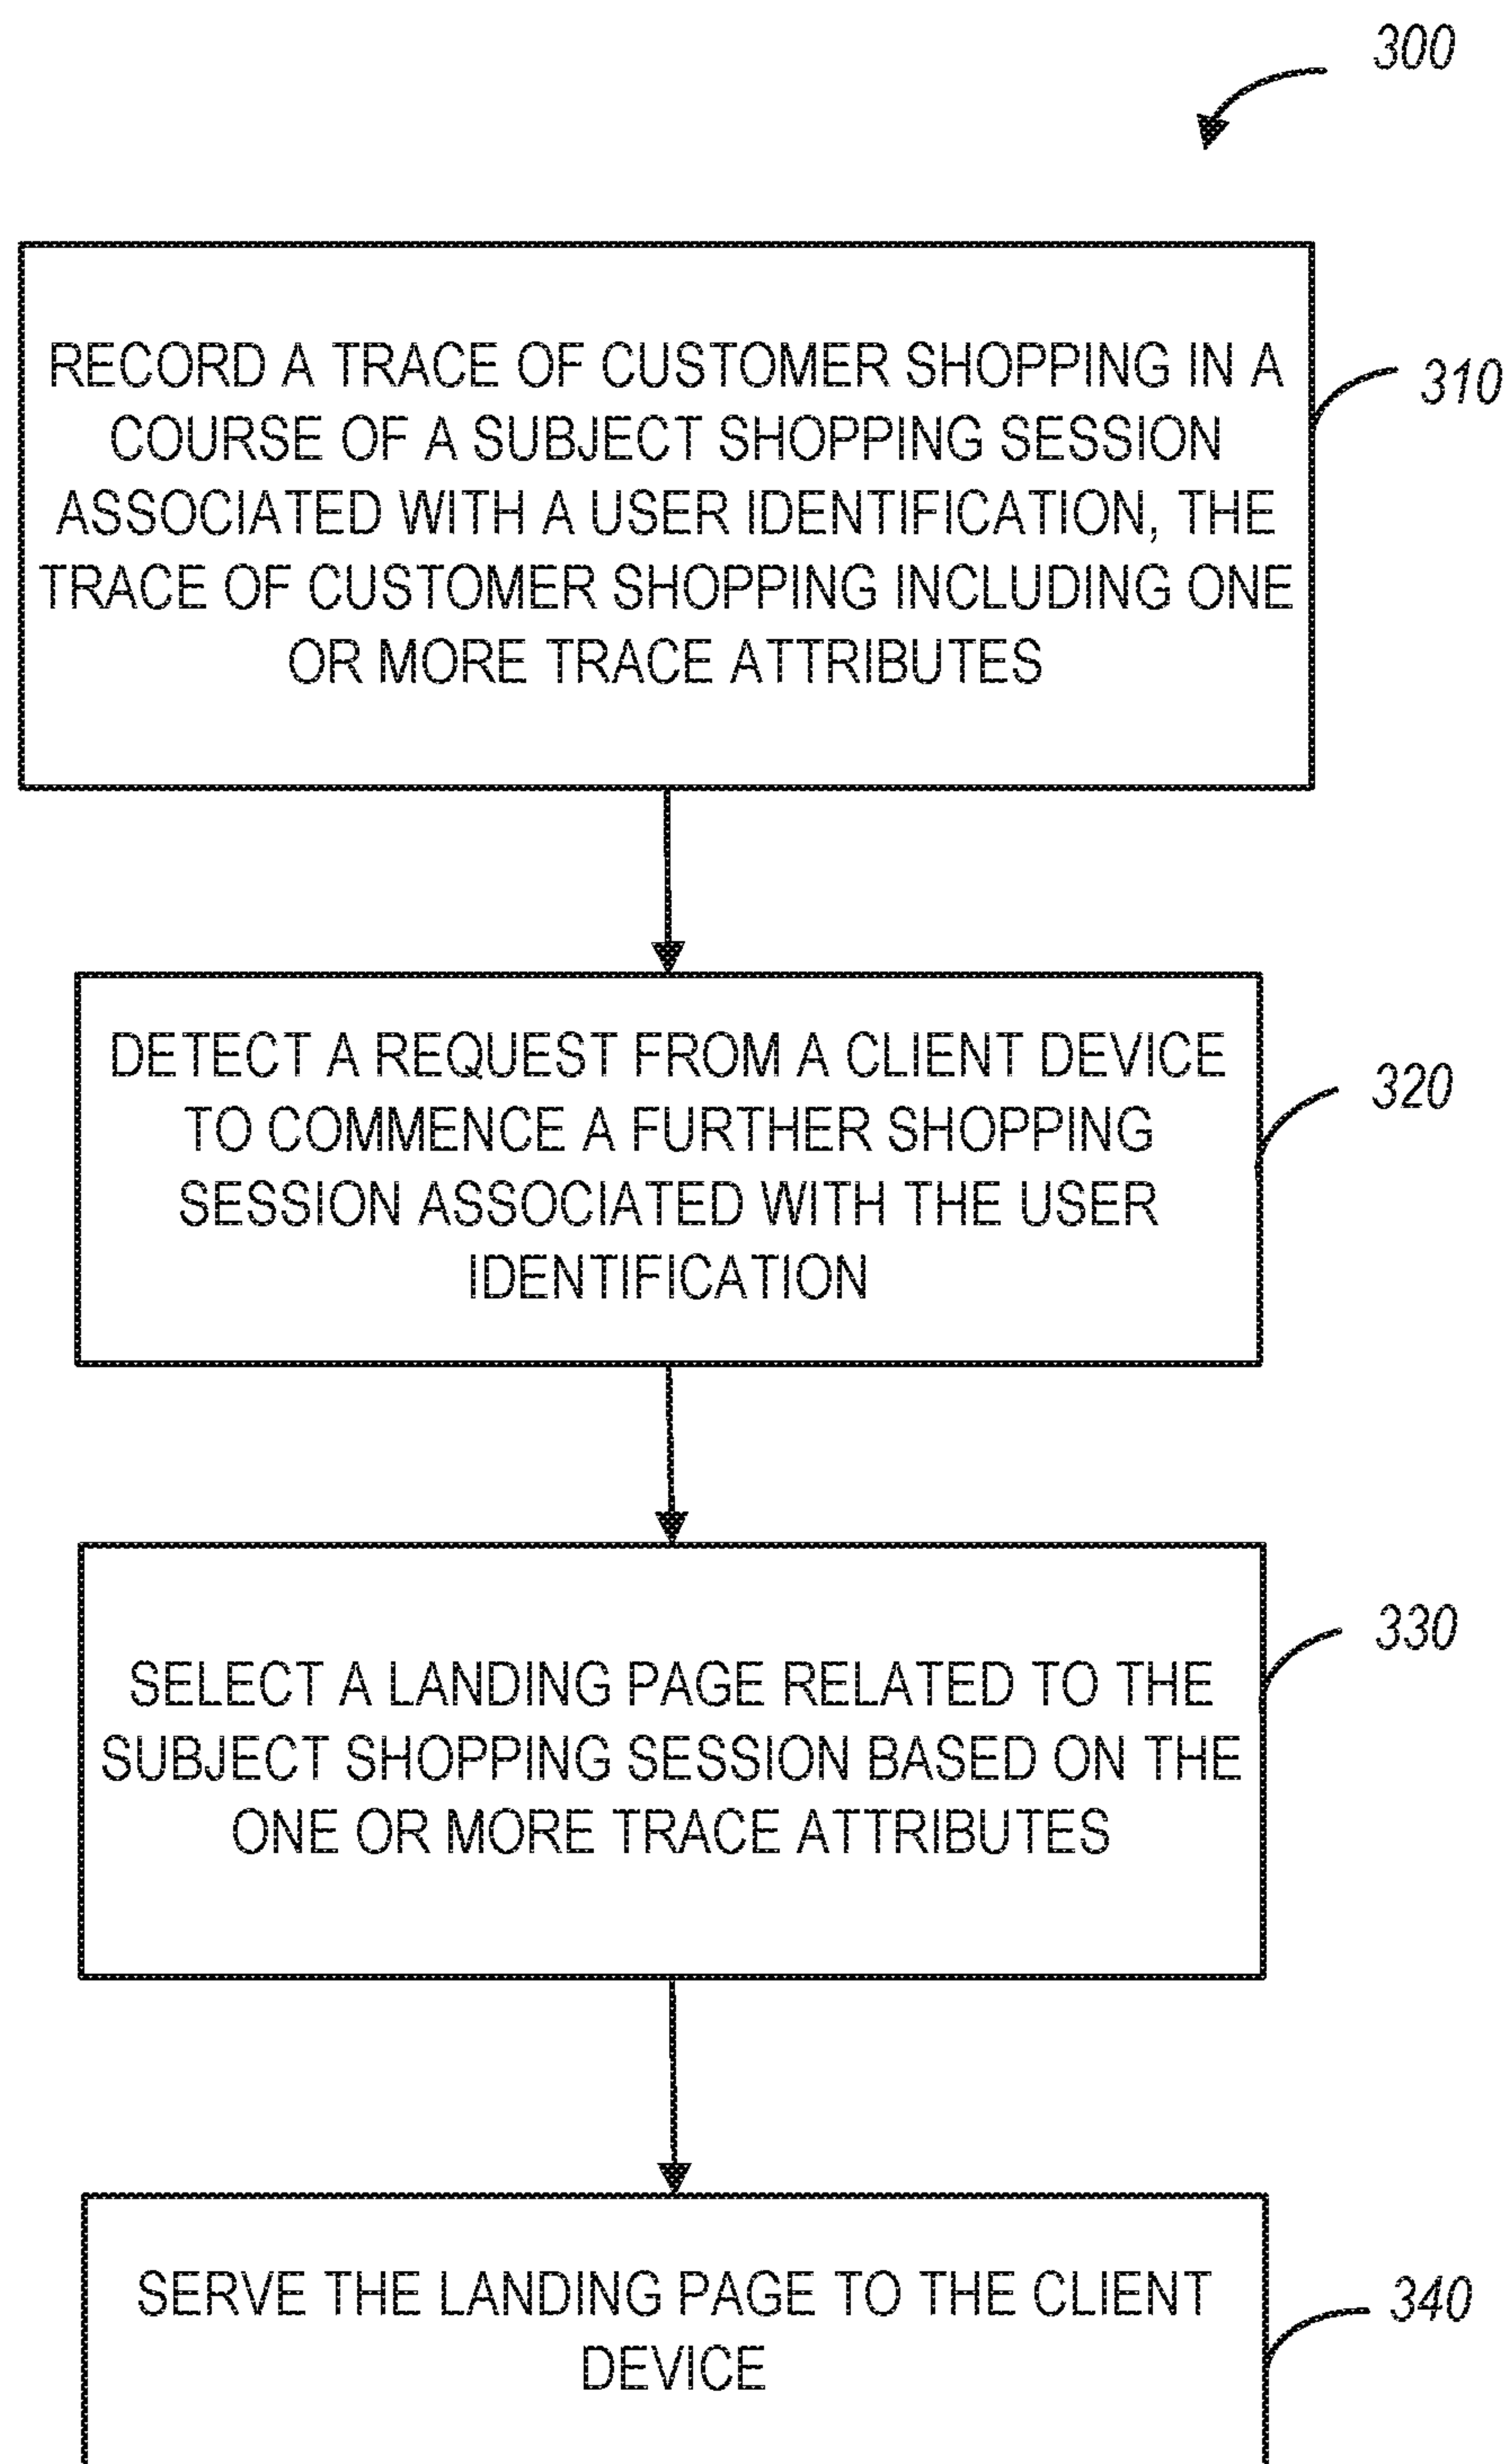 300
RECORD A TRACE OF CUSTOMER SHOPPING IN A
COURSE OF A SUBJECT SHOPPING SESSION
ASSOCIATED WITH A USER IDENTIFICATION, THE
TRACE OF CUSTOMER SHOPPING INCLUDING ONE
OR MORE TRACE ATTRIBUTES
310
DETECT A REQUEST FROM A CLIENT DEVICE
TO COMMENCE A FURTHER SHOPPING
SESSION ASSOCIATED WITH THE USER
IDENTIFICATION
320
SELECT A LANDING PAGE RELATED TO THE
SUBJECT SHOPPING SESSION BASED ON THE
ONE OR MORE TRACE ATTRIBUTES
330
SERVE THE LANDING PAGE TO THE CLIENT
DEVICE
340